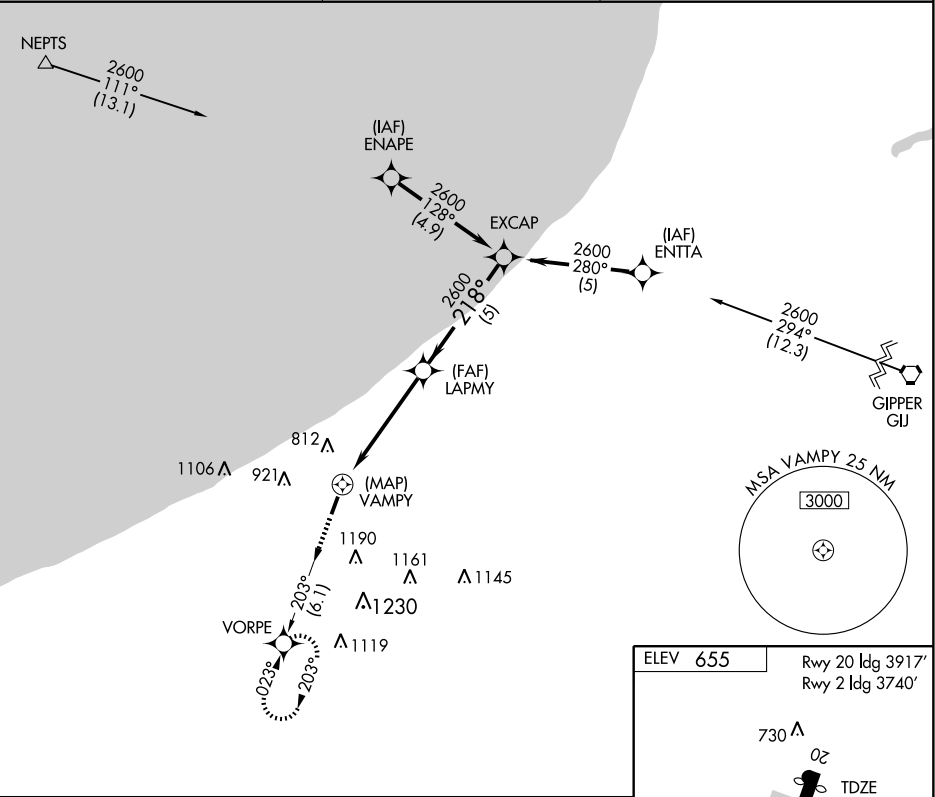 NEPTS
2600
111°
(13.1)
(IAF)
ENAPE
2600
128°
(4.9)
EXCAP
(IAF)
ENTTA
2600
280°
(5)
2600
218°
(5)
2600
294°
(12.3)
GIPPER
GIJ
(FAF)
LAPMY
812
1106
921
(MAP)
VAMPY
MSA VAMPY 25 NM
3000
1190
1161
1145
1230
1119
203°
(6.1)
VORPE
023°
203°
ELEV 655
Rwy 20 ldg 3917'
Rwy 2 ldg 3740'
730
20
TDZE